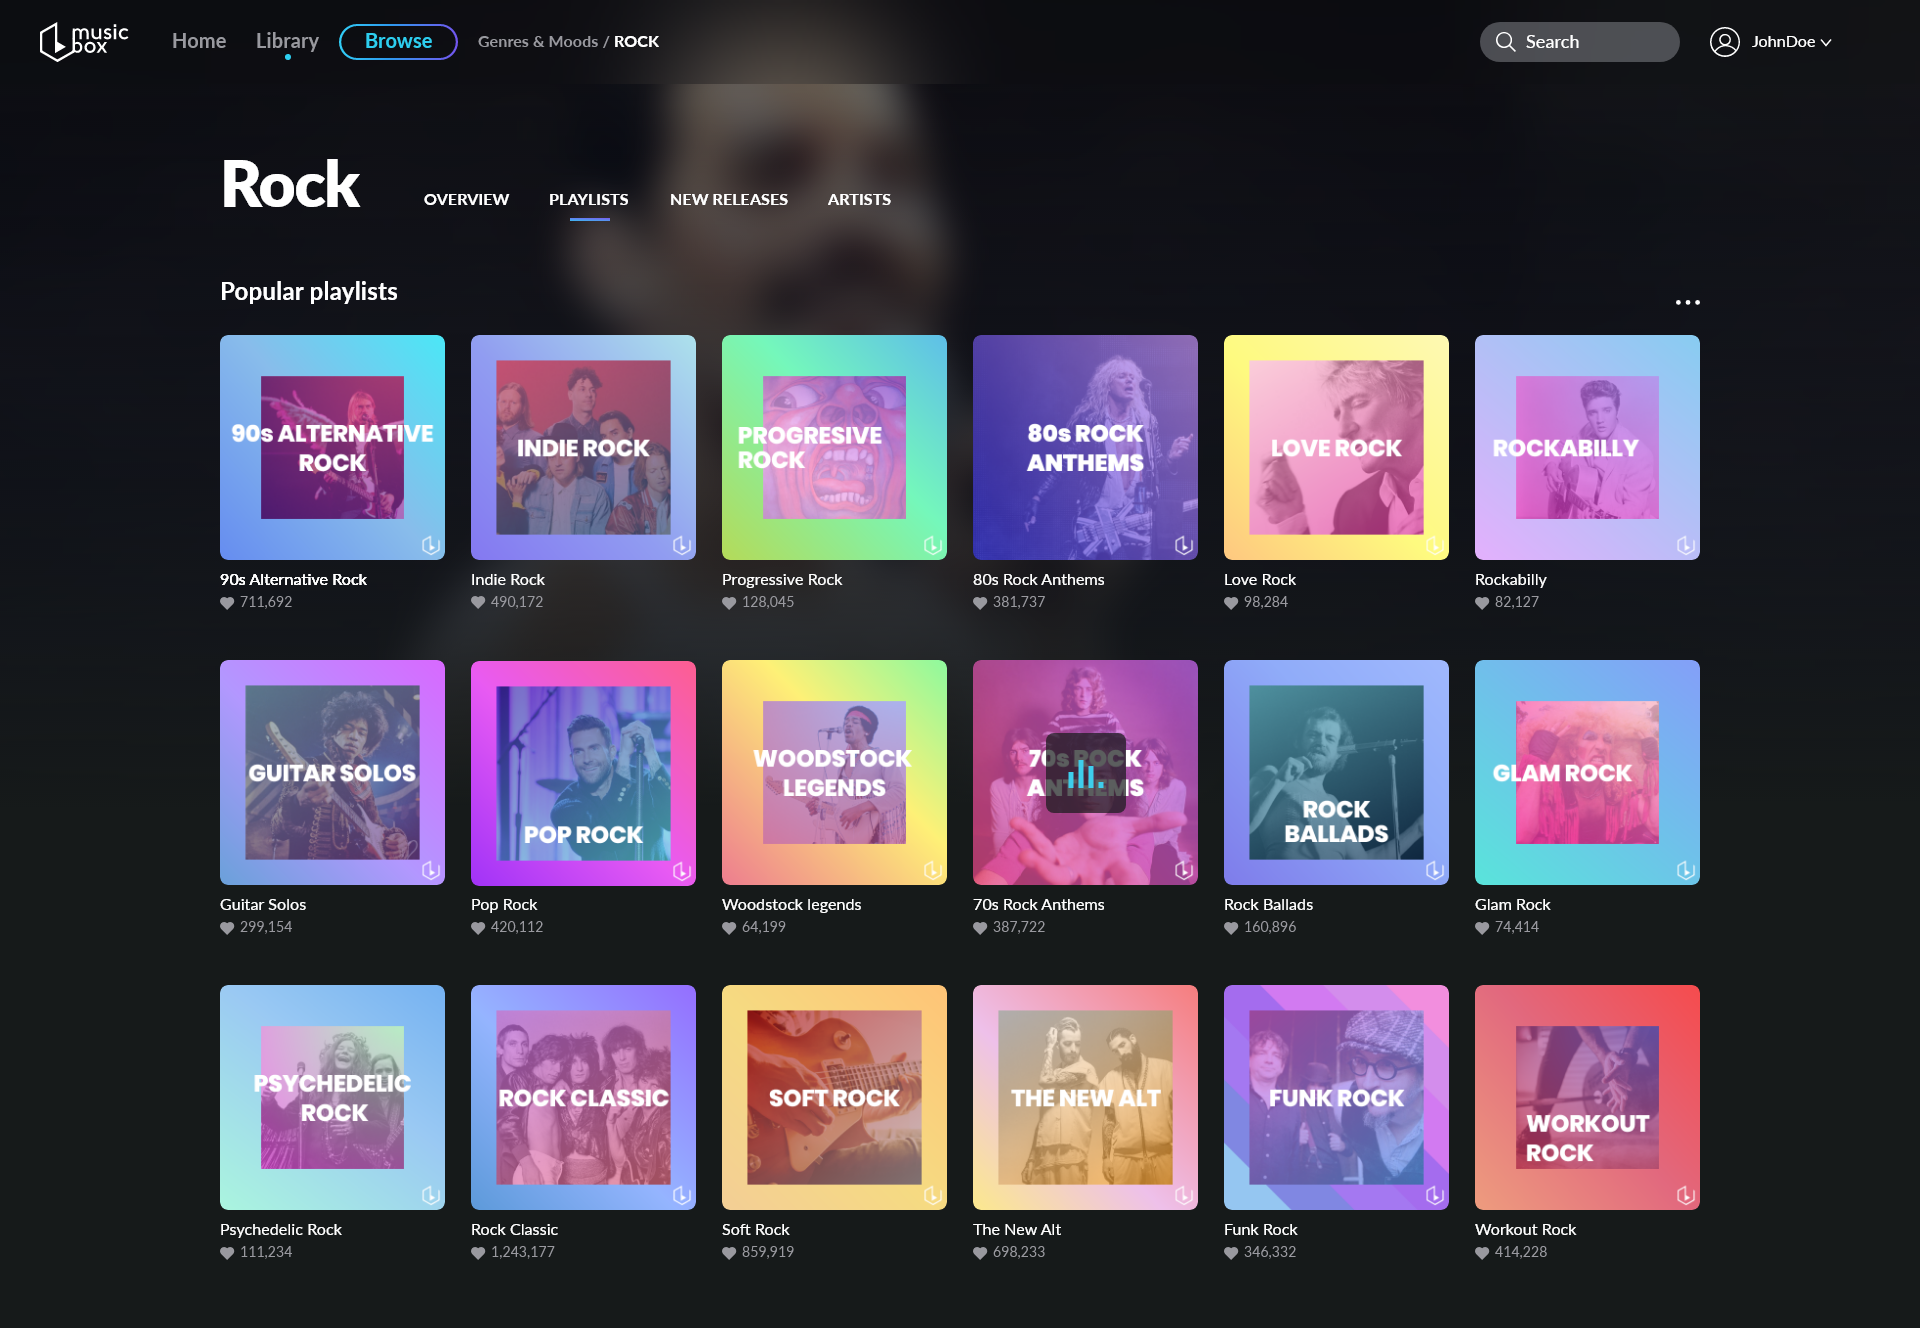 music
box
Home
Library
Browse
Genres & Moods / ROCK
Search
JohnDoe
Rock
OVERVIEW
PLAYLISTS
NEW RELEASES
ARTISTS
Popular playlists
90s ALTERNATIVE
ROCK
INDIE ROCK
PROGRESIVE
ROCK
80s ROCK
ANTHEMS
LOVE ROCK
ROCKABILLY
90s Alternative Rock
711,692
Indie Rock
490,172
Progressive Rock
128,045
80s Rock Anthems
381,737
Love Rock
98,284
Rockabilly
82,127
GUITAR SOLOS
POP ROCK
WOODSTOCK
LEGENDS
70s ROCK
ANTHEMS
ROCK
BALLADS
GLAM ROCK
Guitar Solos
299,154
Pop Rock
420,112
Woodstock legends
64,199
70s Rock Anthems
387,722
Rock Ballads
160,896
Glam Rock
74,414
PSYCHEDELIC
ROCK
ROCK CLASSIC
SOFT ROCK
THE NEW ALT
FUNK ROCK
WORKOUT
ROCK
Psychedelic Rock
111,234
Rock Classic
1,243,177
Soft Rock
859,919
The New Alt
698,233
Funk Rock
346,332
Workout Rock
414,228